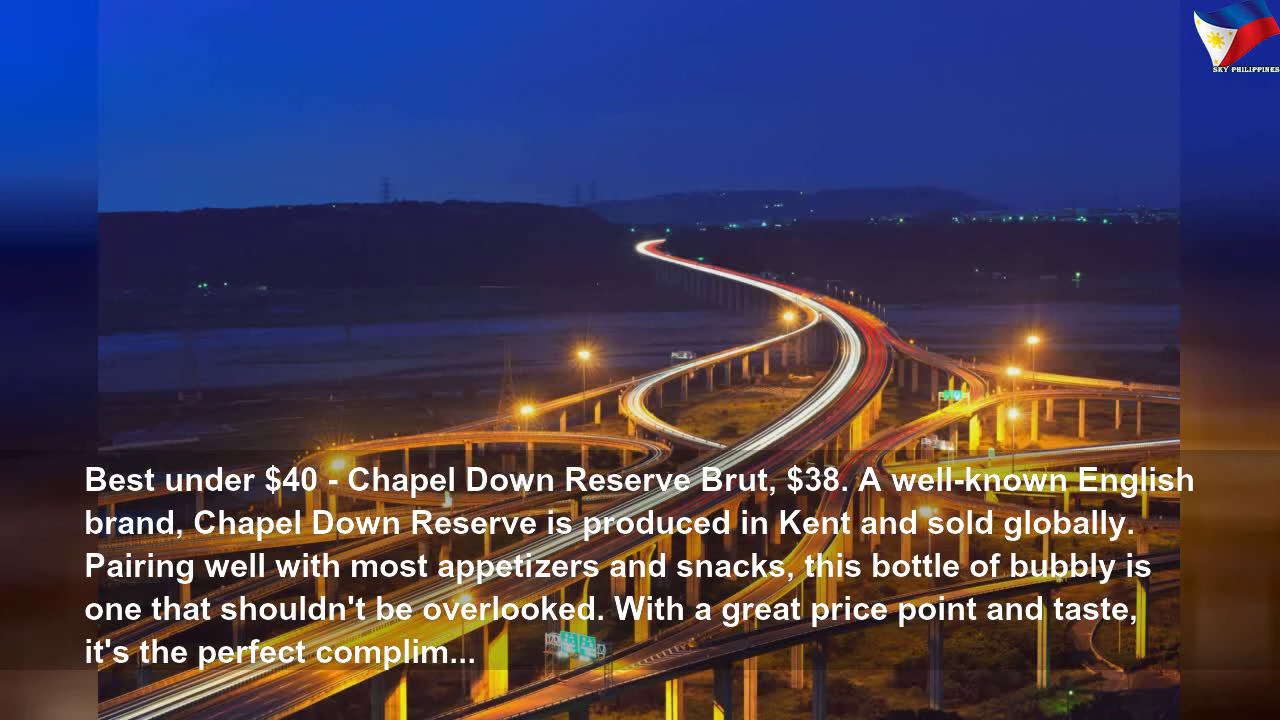 SKY PHILIPPINES
Best under $40 - Chapel Down Reserve Brut, $38. A well-known English
brand, Chapel Down Reserve is produced in Kent and sold globally.
Pairing well with most appetizers and snacks, this bottle of bubbly is
one that shouldn't be overlooked. With a great price point and taste,
it's the perfect complim...